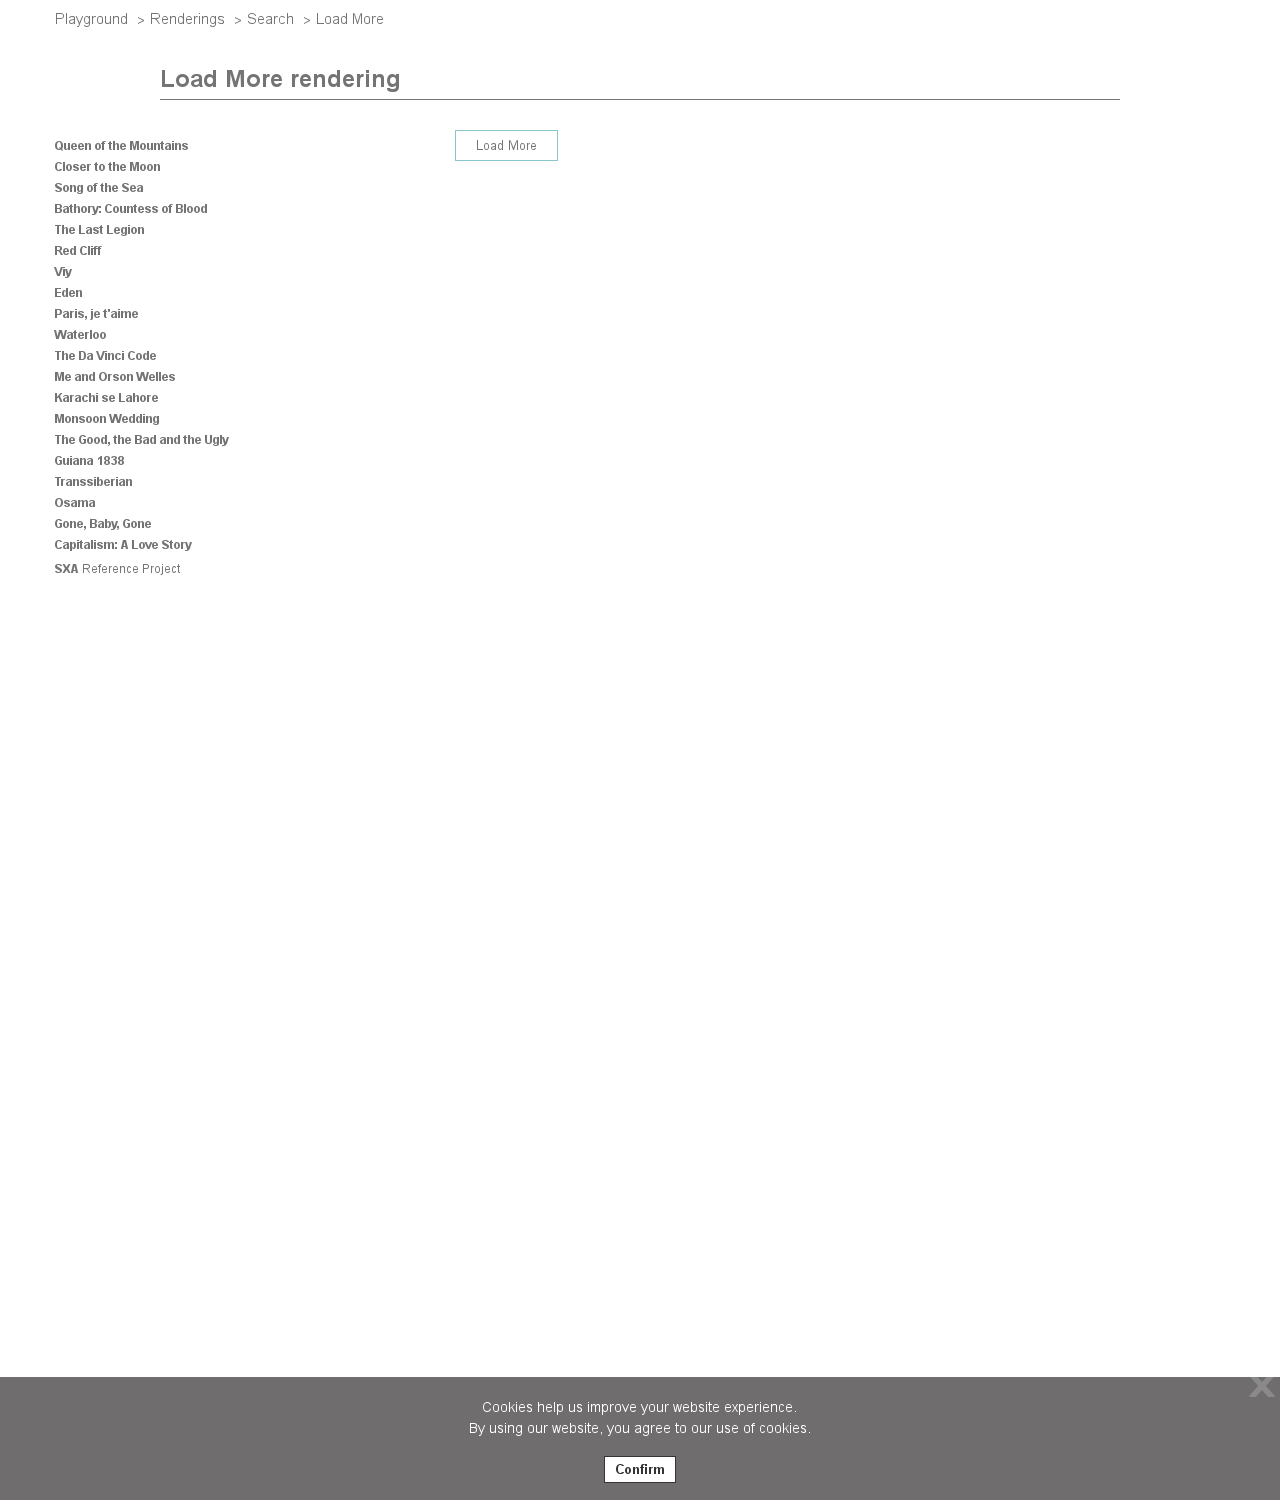 Playground > Renderings > Search > Load More
Load More rendering
Queen of the Mountains
Load More
Closer to the Moon
Song of the Sea
Bathory: Countess of Blood
The Last Legion
Red Cliff
Viy
Eden
Paris, je t'aime
Waterloo
The Da Vinci Code
Me and Orson Welles
Karachi se Lahore
Monsoon Wedding
The Good, the Bad and the Ugly
Guiana 1838
Transsiberian
Osama
Gone, Baby, Gone
Capitalism: A Love Story
SXA Reference Project
X
Cookies help us improve your website experience.
By using our website, you agree to our use of cookies.
Confirm